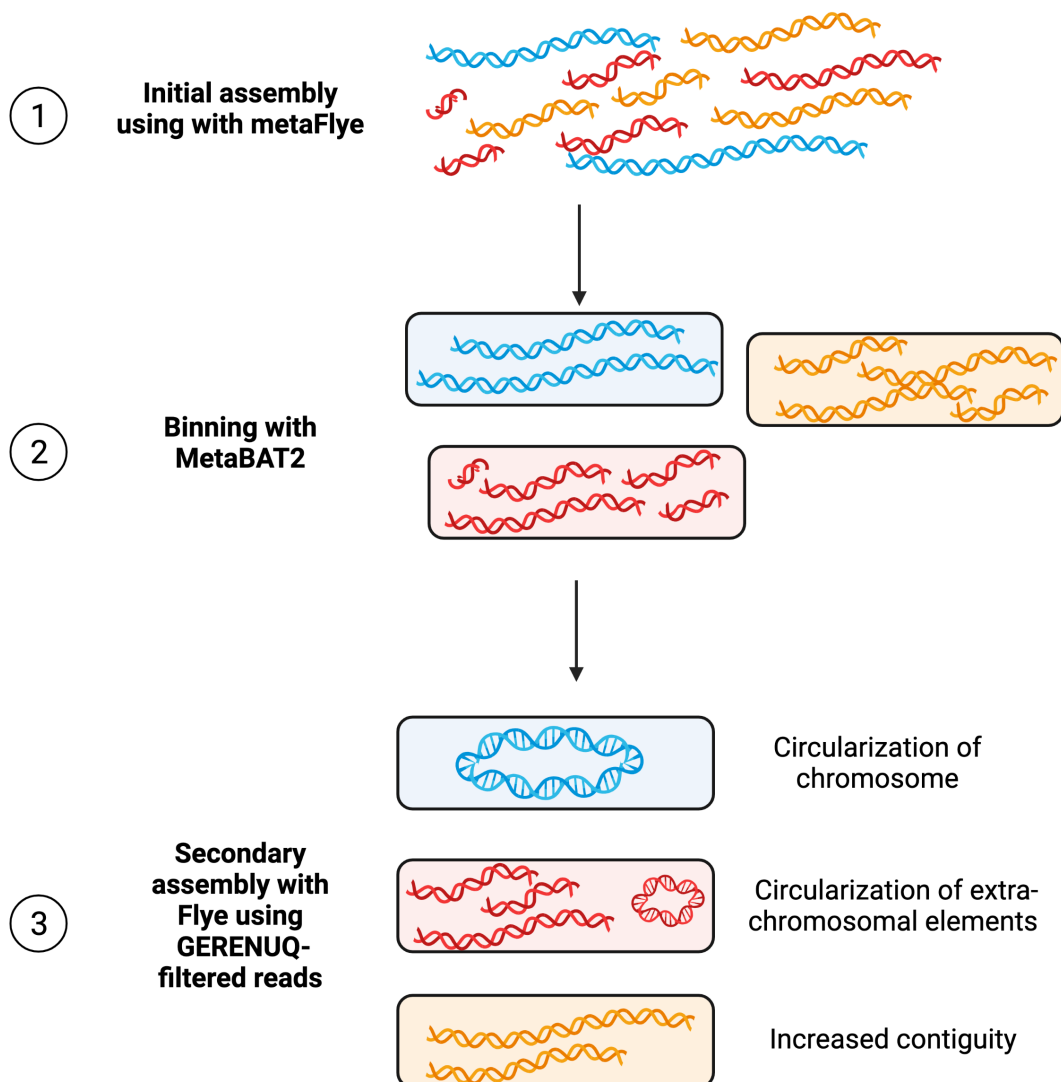 1
Initial assembly
using with metaFlye
2
Binning with
MetaBAT2
Circularization of
chromosome
3
Secondary
assembly with
Flye using
GERENUQ-
filtered reads
Circularization of extra-
chromosomal elements
Increased contiguity